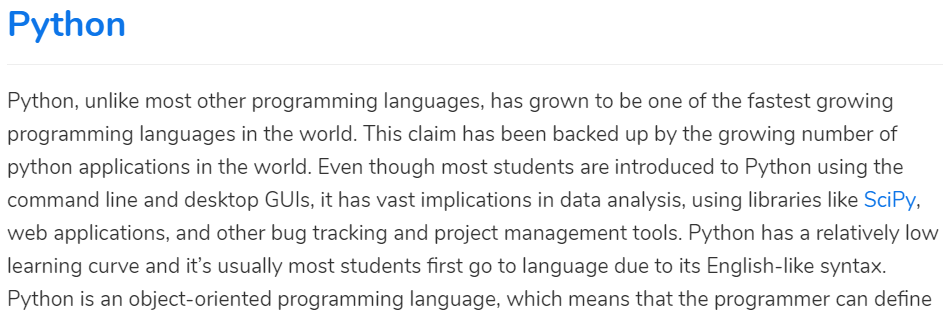 Python
Python, unlike most other programming languages, has grown to be one of the fastest growing
programming languages in the world. This claim has been backed up by the growing number of
python applications in the world. Even though most students are introduced to Python using the
command line and desktop GUIs, it has vast implications in data analysis, using libraries like SciPy,
web applications, and other bug tracking and project management tools. Python has a relatively low
learning curve and it’s usually most students first go to language due to its English-like syntax.
Python is an object-oriented programming language, which means that the programmer can define